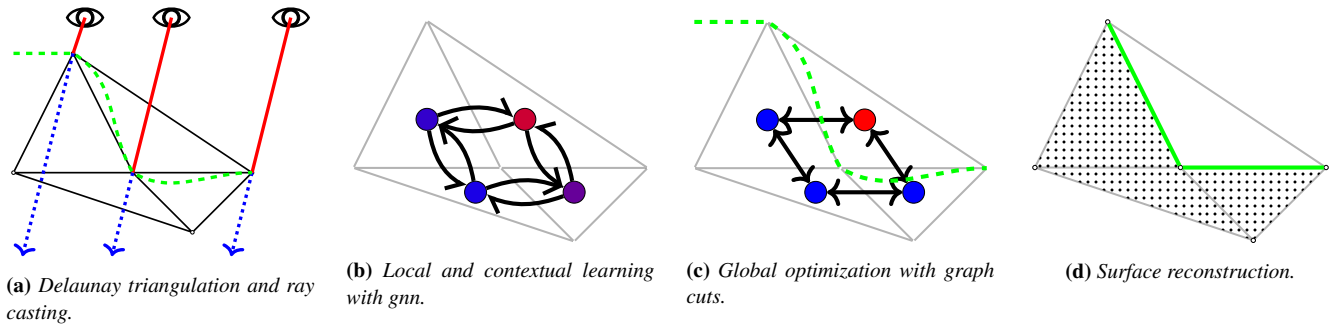 (a) Delaunay triangulation and ray
casting.
(b) Local and contextual learning
with gnn.
(c) Global optimization with graph
cuts.
(d) Surface reconstruction.